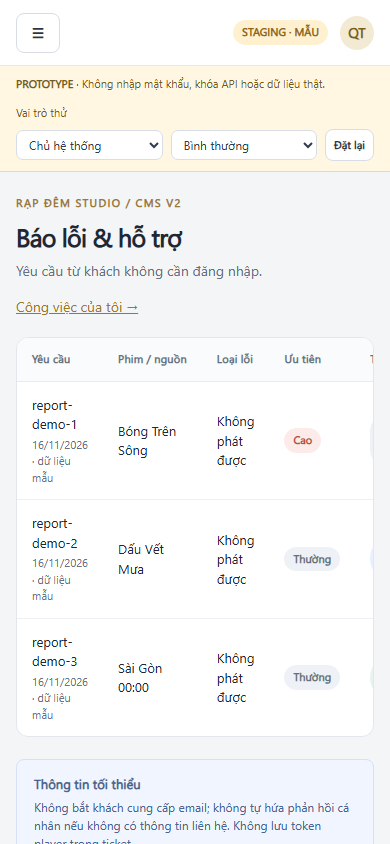 ☰
STAGING · MẪU
QT
PROTOTYPE · Không nhập mật khẩu, khóa API hoặc dữ liệu thật.
Vai trò thử
Chủ hệ thống
Bình thường
Đặt lại
RẠP ĐÊM STUDIO / CMS V2
Báo lỗi & hỗ trợ
Yêu cầu từ khách không cần đăng nhập.
Công việc của tôi →
Yêu cầu Phim / nguồn Loại lỗi Ưu tiên
report-
demo-1
16/11/2026
· dữ liệu
mẫu
Bóng Trên
Sông
Không
phát
được
Cao
report-
demo-2
16/11/2026
· dữ liệu
mẫu
Dấu Vết
Mưa
Không
phát
được
Thường
report-
demo-3
16/11/2026
· dữ liệu
mẫu
Sài Gòn
00:00
Không
phát
được
Thường
Thông tin tối thiểu
Không bắt khách cung cấp email; không tự hứa phản hồi cá
nhân nếu không có thông tin liên hệ. Không lưu token
player trong ticket.